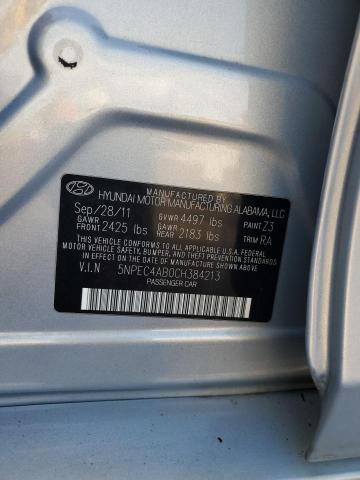 MANUFACTURED BY
HYUNDAI MOTOR MANUFACTURING ALABAMA, LLC
Sep/28/11 GVWR 4497 lbs PAINT Z3
GAWR FRONT 2425 lbs GAWR REAR 2183 lbs TRIM RA
THIS VEHICLE CONFORMS TO ALL APPLICABLE U.S.A. FEDERAL
MOTOR VEHICLE SAFETY, BUMPER, AND THEFT PREVENTION STANDARDS
IN EFFECT ON THE DATE OF MANUFACTURE SHOWN ABOVE.
V.I.N 5NPEC4AB0CH384213
PASSENGER CAR